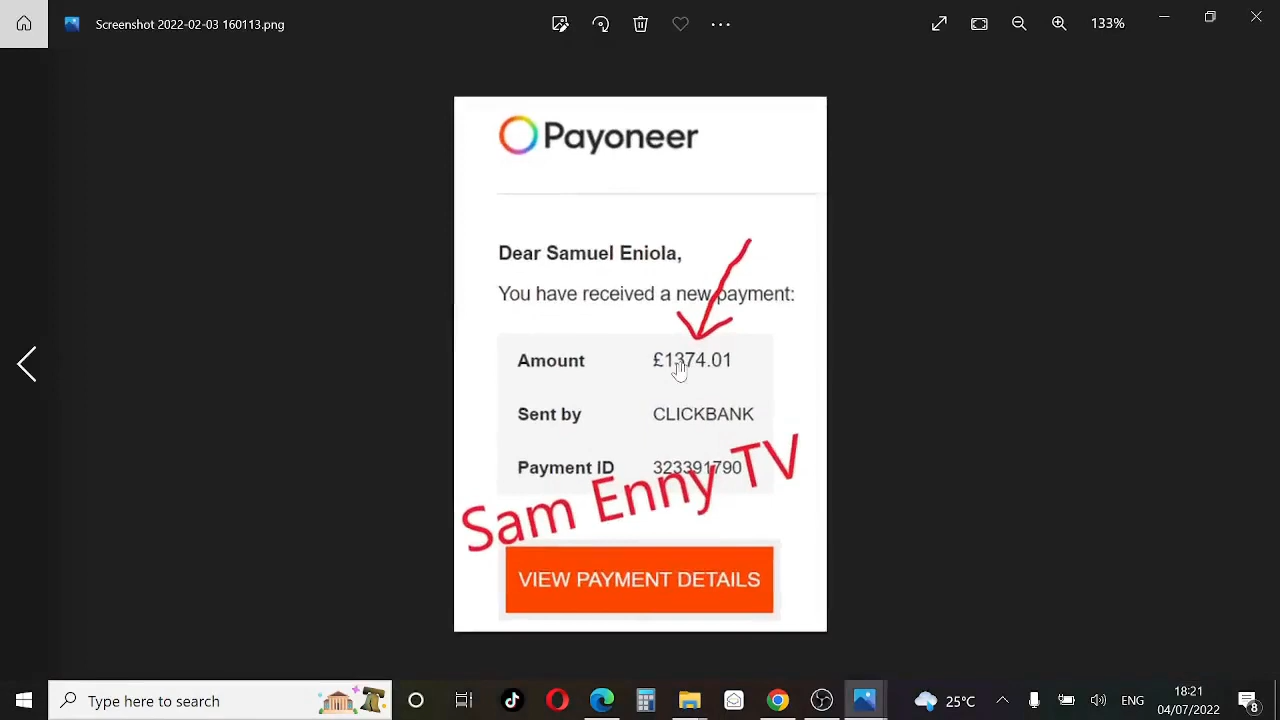 Screenshot 2022-02-03 160113.png
133%
Payoneer
Dear Samuel Eniola,
You have received a new payment:
Amount £1374.01
Sent by CLICKBANK
Payment ID 323391790
Sam Enny TV
VIEW PAYMENT DETAILS
Type here to search
25°C
ENG
18:21
04/07/2022
8